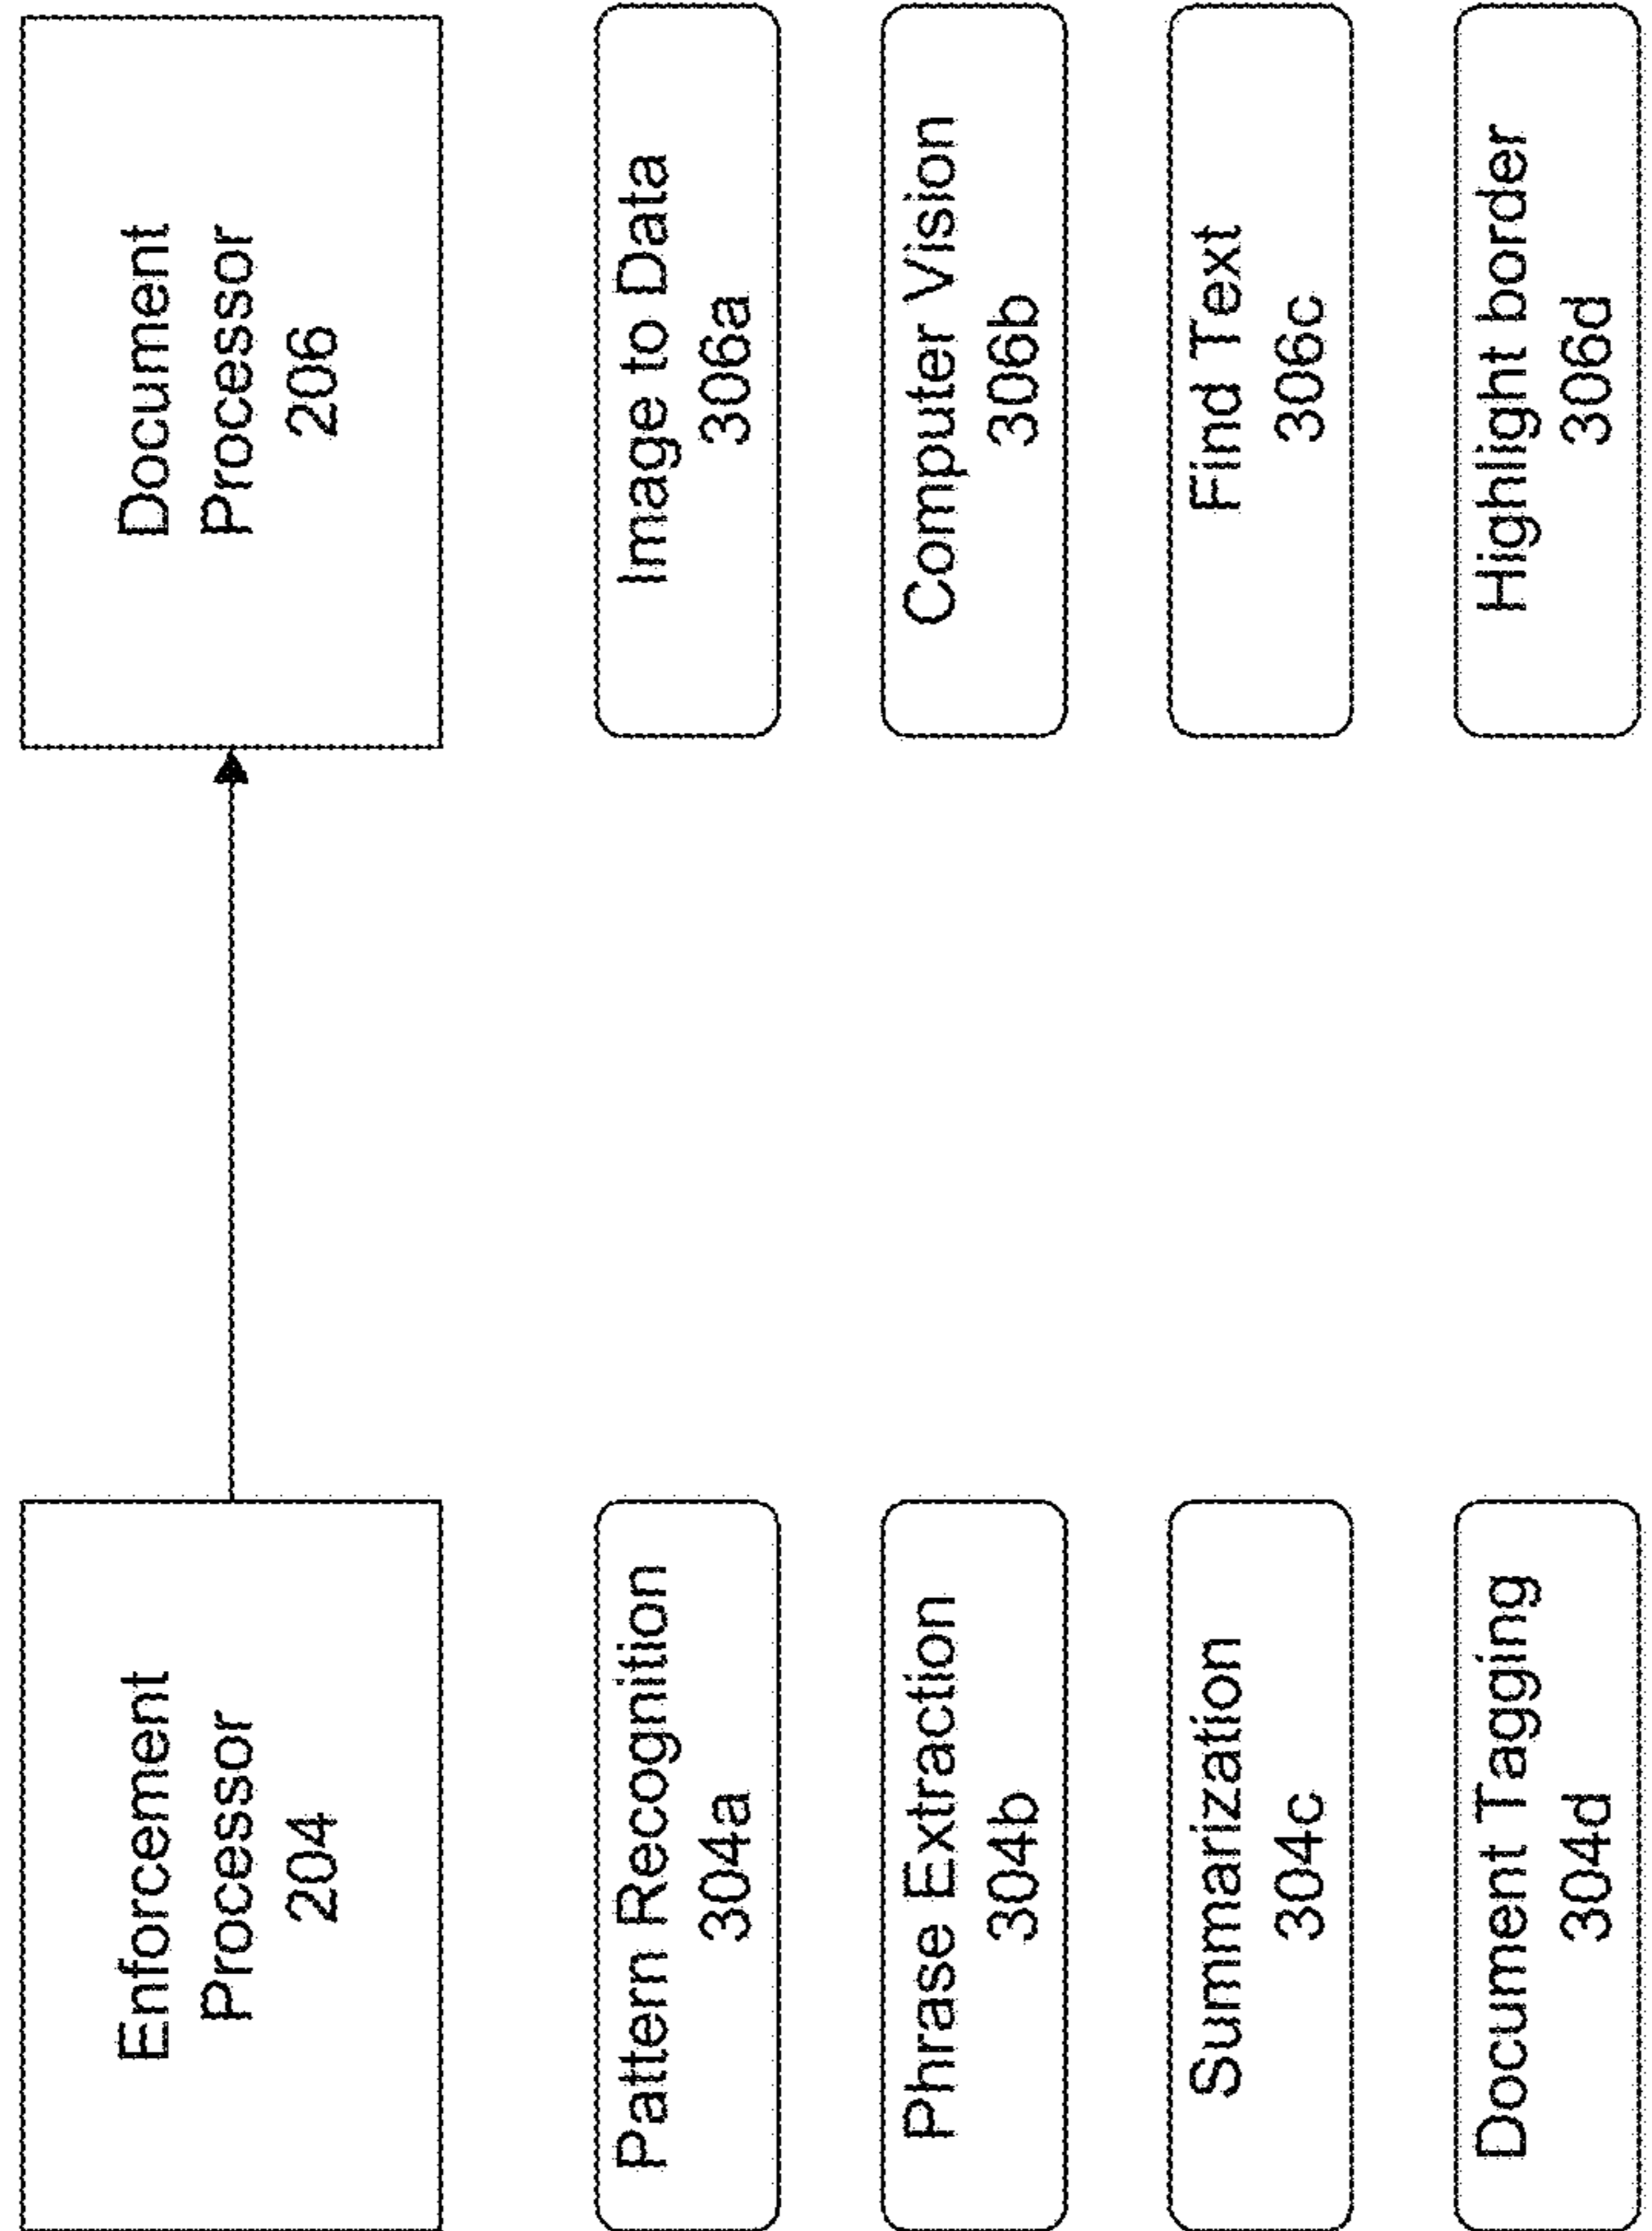 Enforcement
Processor
204
Document
Processor
206
Pattern Recognition
304a
Image to Data
306a
Phrase Extraction
304b
Computer Vision
306b
Summarization
304c
Find Text
306c
Document Tagging
304d
Highlight border
306d